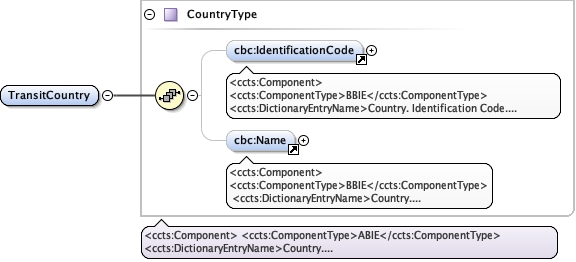 CountryType
cbc:IdentificationCode
<ccts:Component>
<ccts:ComponentType>BBIE</ccts:ComponentType>
<ccts:DictionaryEntryName>Country. Identification Code....
TransitCountry
cbc:Name
<ccts:Component>
<ccts:ComponentType>BBIE</ccts:ComponentType>
<ccts:DictionaryEntryName>Country....
<ccts:Component> <ccts:ComponentType>ABIE</ccts:ComponentType>
<ccts:DictionaryEntryName>Country....